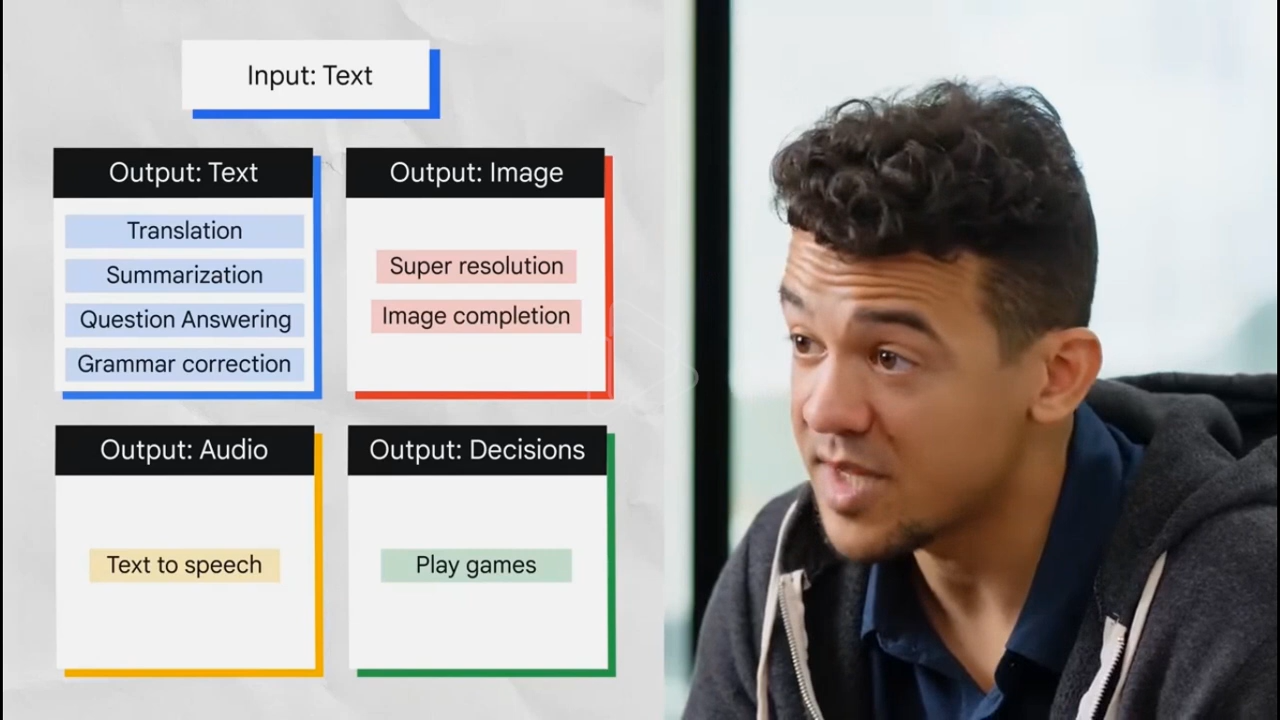 Input: Text
Output: Text
Translation
Summarization
Question Answering
Grammar correction
Output: Image
Super resolution
Image completion
Output: Audio
Text to speech
Output: Decisions
Play games